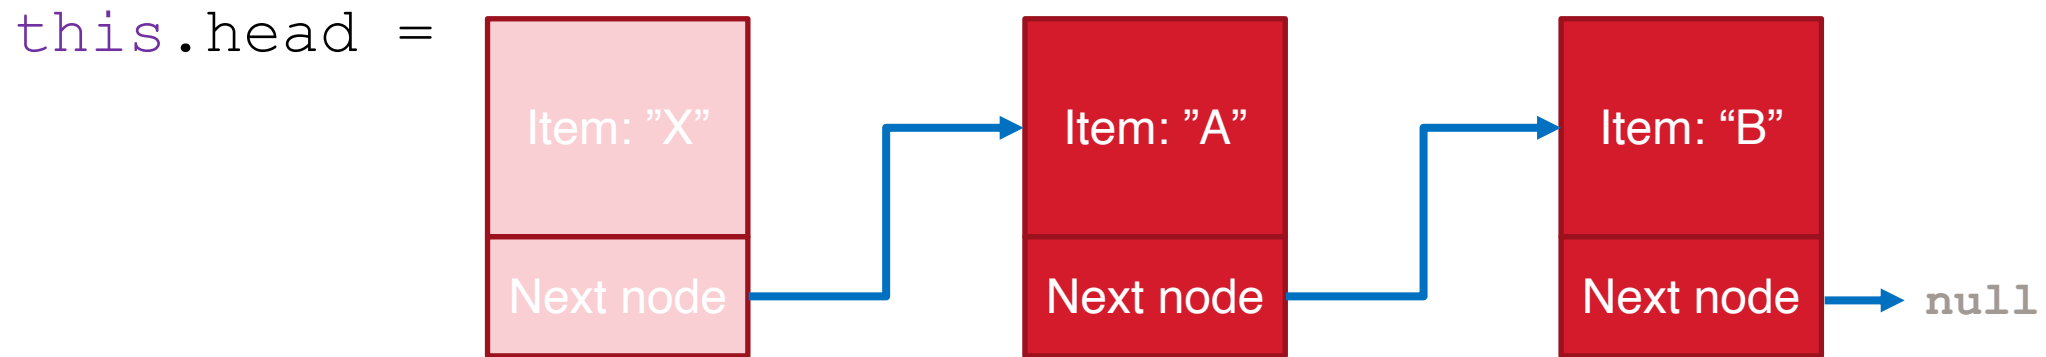 this.head =
Item: ”X”
Next node
Item: ”A”
Next node
Item: “B”
Next node
null